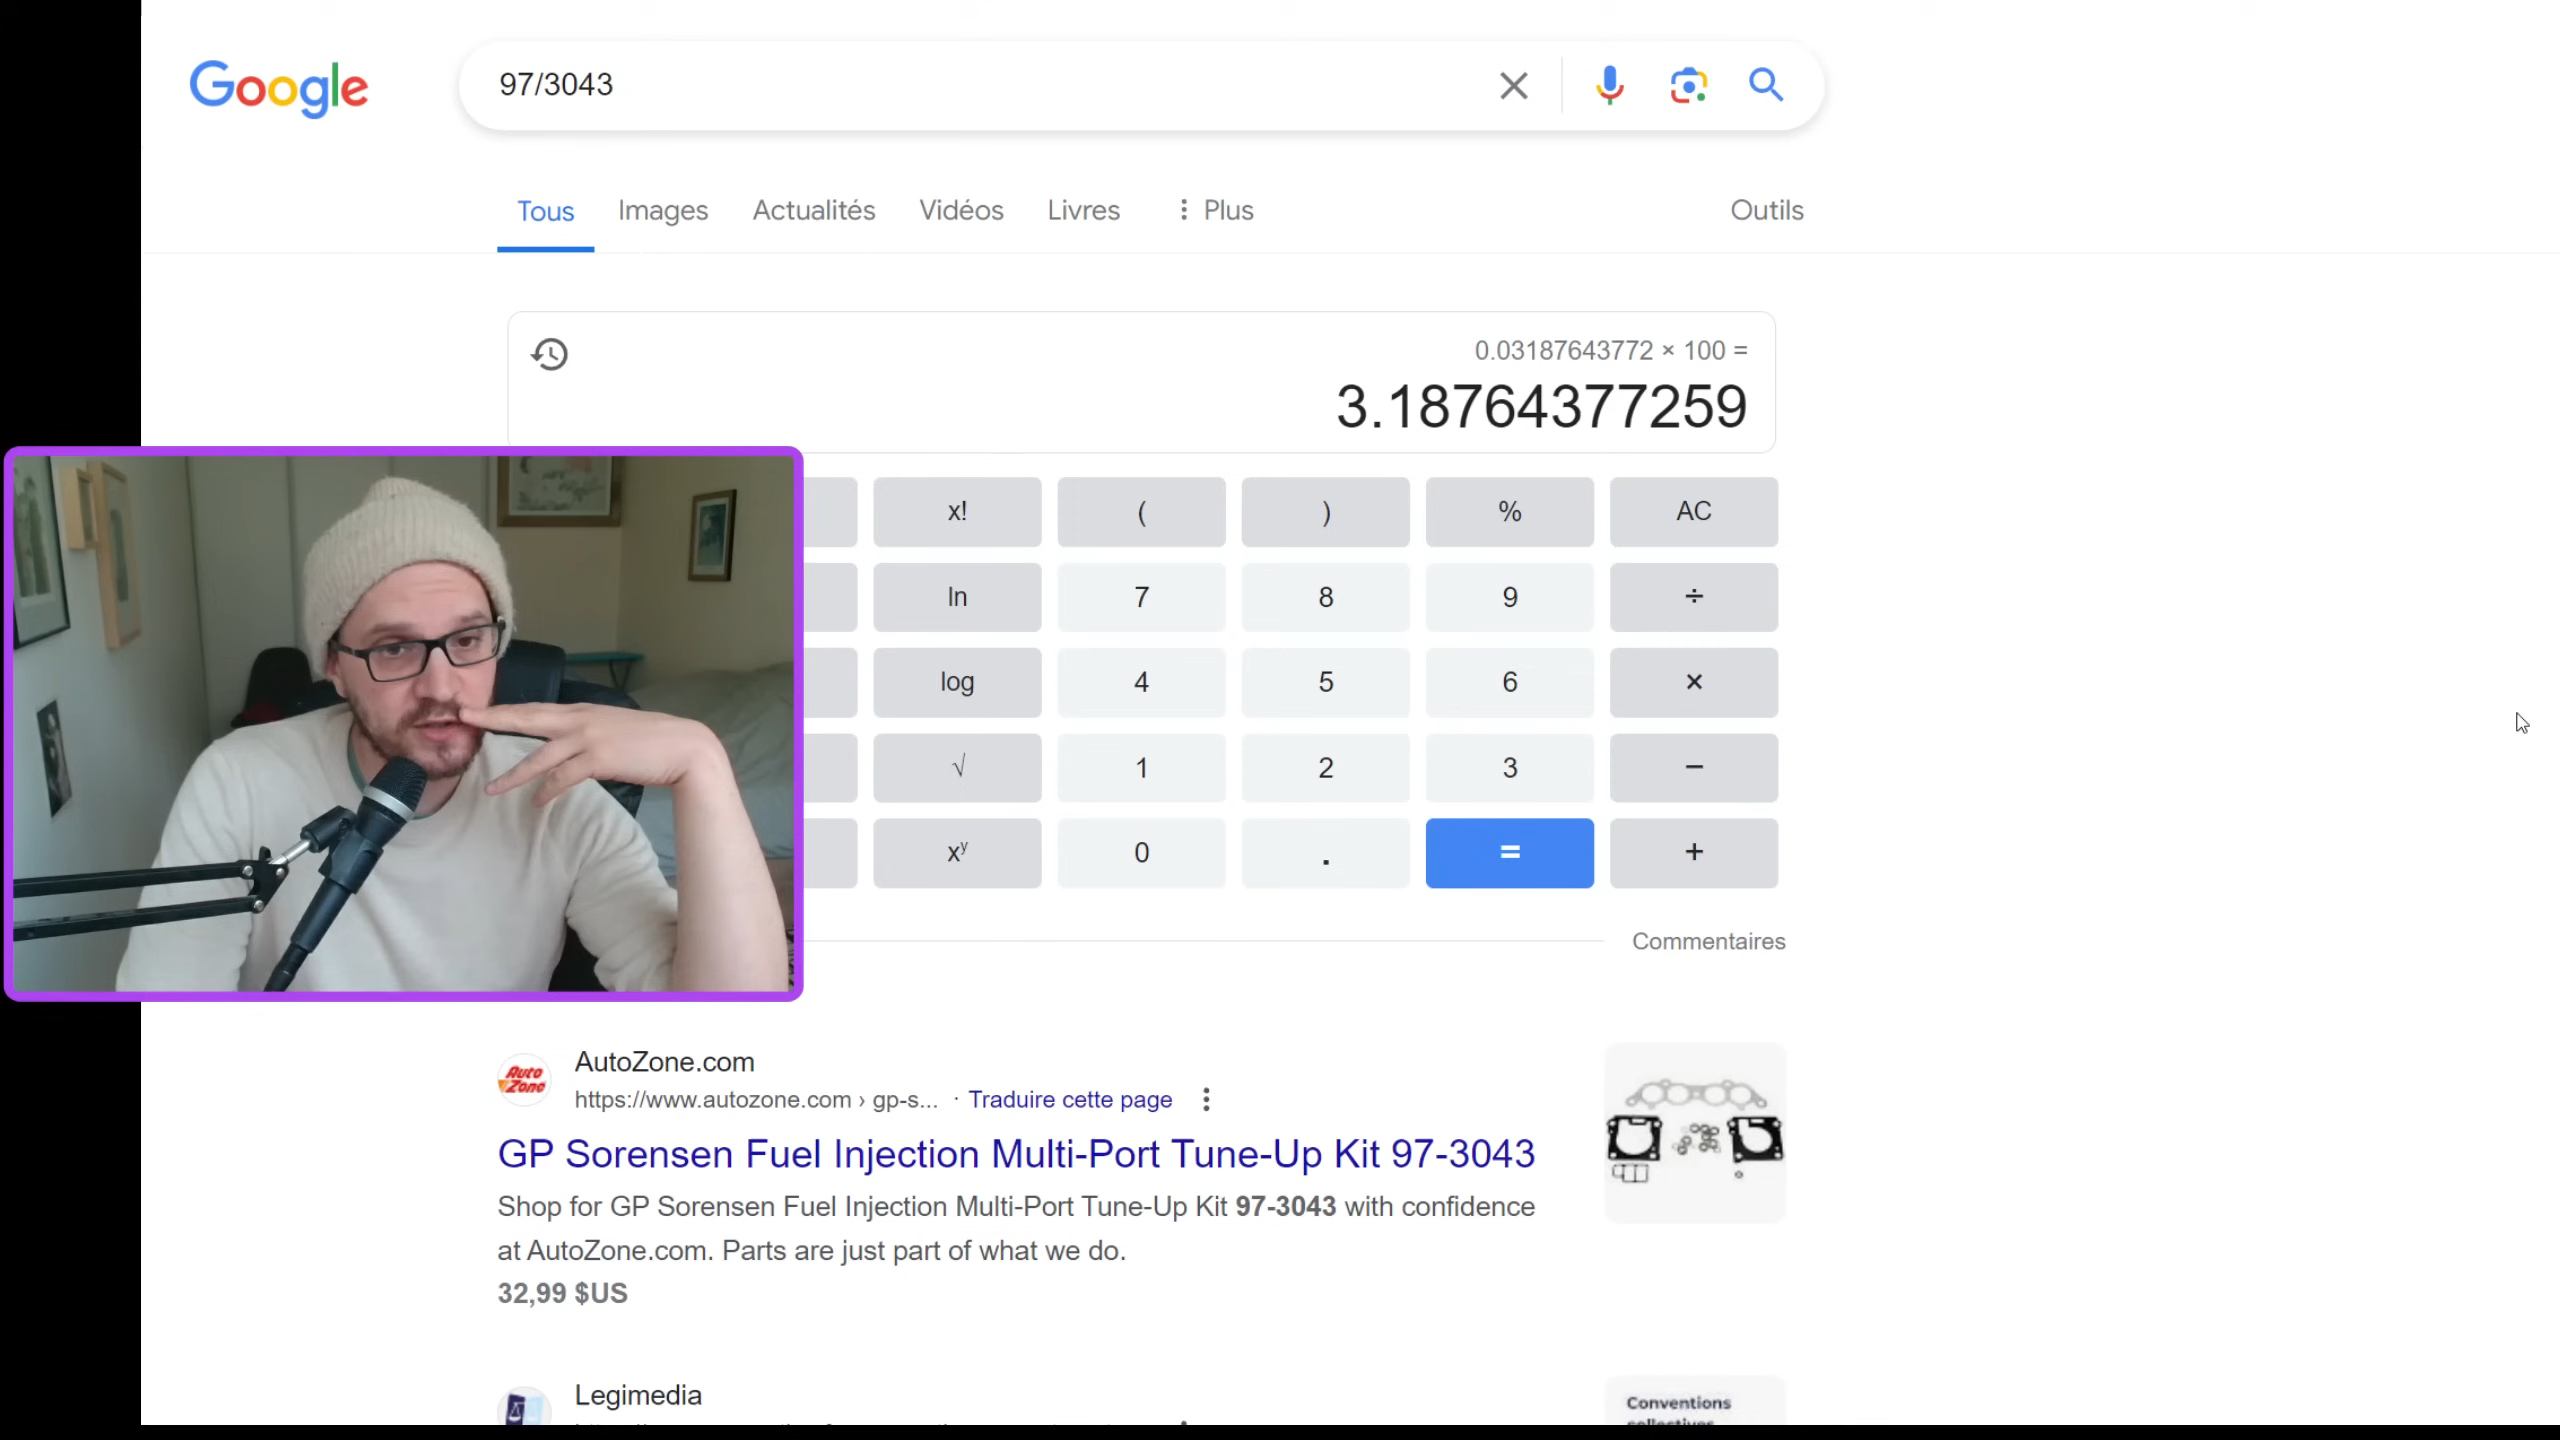 Google
97/3043
Tous Images Actualités Vidéos Livres Plus Outils
0.03187643772 × 100 =
3.18764377259
x! ( ) % AC
ln 7 8 9 ÷
log 4 5 6 ×
√ 1 2 3 −
xʸ 0 . = +
Commentaires
Auto Zone
AutoZone.com
https://www.autozone.com › gp-s... · Traduire cette page
GP Sorensen Fuel Injection Multi-Port Tune-Up Kit 97-3043
Shop for GP Sorensen Fuel Injection Multi-Port Tune-Up Kit 97-3043 with confidence
at AutoZone.com. Parts are just part of what we do.
32,99 $US
Legimedia
Conventions